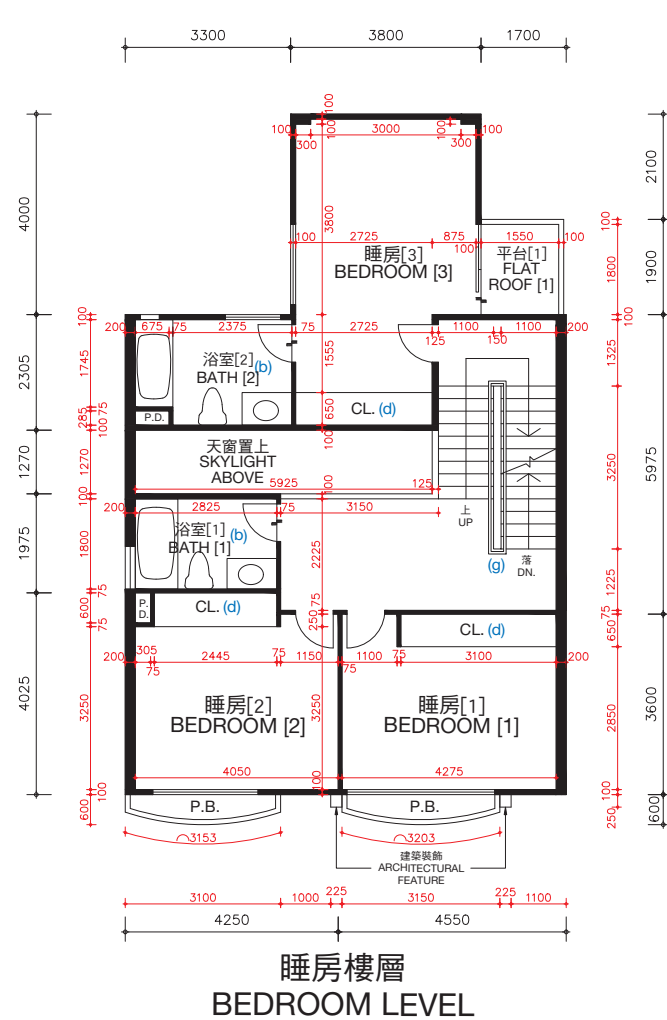 3300 3800 1700
100
100 3000 100
100 100
300 300
4000
3800
2100
100 2725 875 100
100
睡房[3]
BEDROOM [3]
平台[1]
FLAT
ROOF [1]
1550 100
100
1800
1900
100
100
200 675 75 2375 75 2725 125 1100 150 1100 200
浴室[2] (b)
BATH [2]
1745
2305
1555
1325
650
CL. (d)
P.D.
285 75
100
100
天窗置上
SKYLIGHT
ABOVE
1270
1270
5925 125
3250
5975
100
100
200 2825 75 3150
浴室[1] (b)
BATH [1]
1800
1975
2225
上
UP
落
DN.
(g)
1225
75
600
75
P.
D.
CL. (d)
75
250
CL. (d)
75
650
200 305 75 2445 75 1150 75 1100 75 3100 200
睡房[2]
BEDROOM [2]
睡房[1]
BEDROOM [1]
4025
3250
3250
2850
3600
4050 4275
100
100
100
600
P.B. P.B.
250
600
3153 3203
建築裝飾
ARCHITECTURAL
FEATURE
3100 1000 225 3150 225 1100
4250 4550
睡房樓層
BEDROOM LEVEL